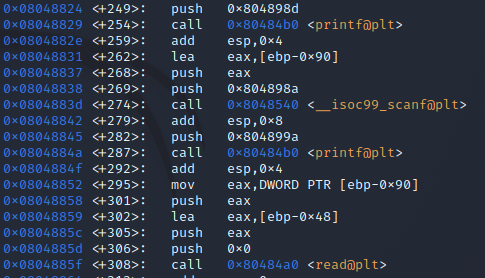 0x08048824 <+249>: push 0x804898d
0x08048829 <+254>: call 0x80484b0 <printf@plt>
0x0804882e <+259>: add esp,0x4
0x08048831 <+262>: lea eax,[ebp-0x90]
0x08048837 <+268>: push eax
0x08048838 <+269>: push 0x804898a
0x0804883d <+274>: call 0x8048540 <__isoc99_scanf@plt>
0x08048842 <+279>: add esp,0x8
0x08048845 <+282>: push 0x804899a
0x0804884a <+287>: call 0x80484b0 <printf@plt>
0x0804884f <+292>: add esp,0x4
0x08048852 <+295>: mov eax,DWORD PTR [ebp-0x90]
0x08048858 <+301>: push eax
0x08048859 <+302>: lea eax,[ebp-0x48]
0x0804885c <+305>: push eax
0x0804885d <+306>: push 0x0
0x0804885f <+308>: call 0x80484a0 <read@plt>